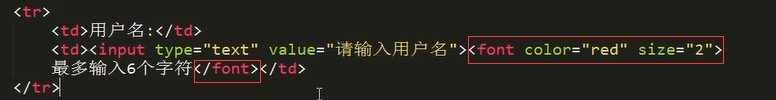 <tr>
<td>用户名:</td>
<td><input type="text" value="请输入用户名"><font color="red" size="2">
最多输入6个字符</font></td>
</tr>